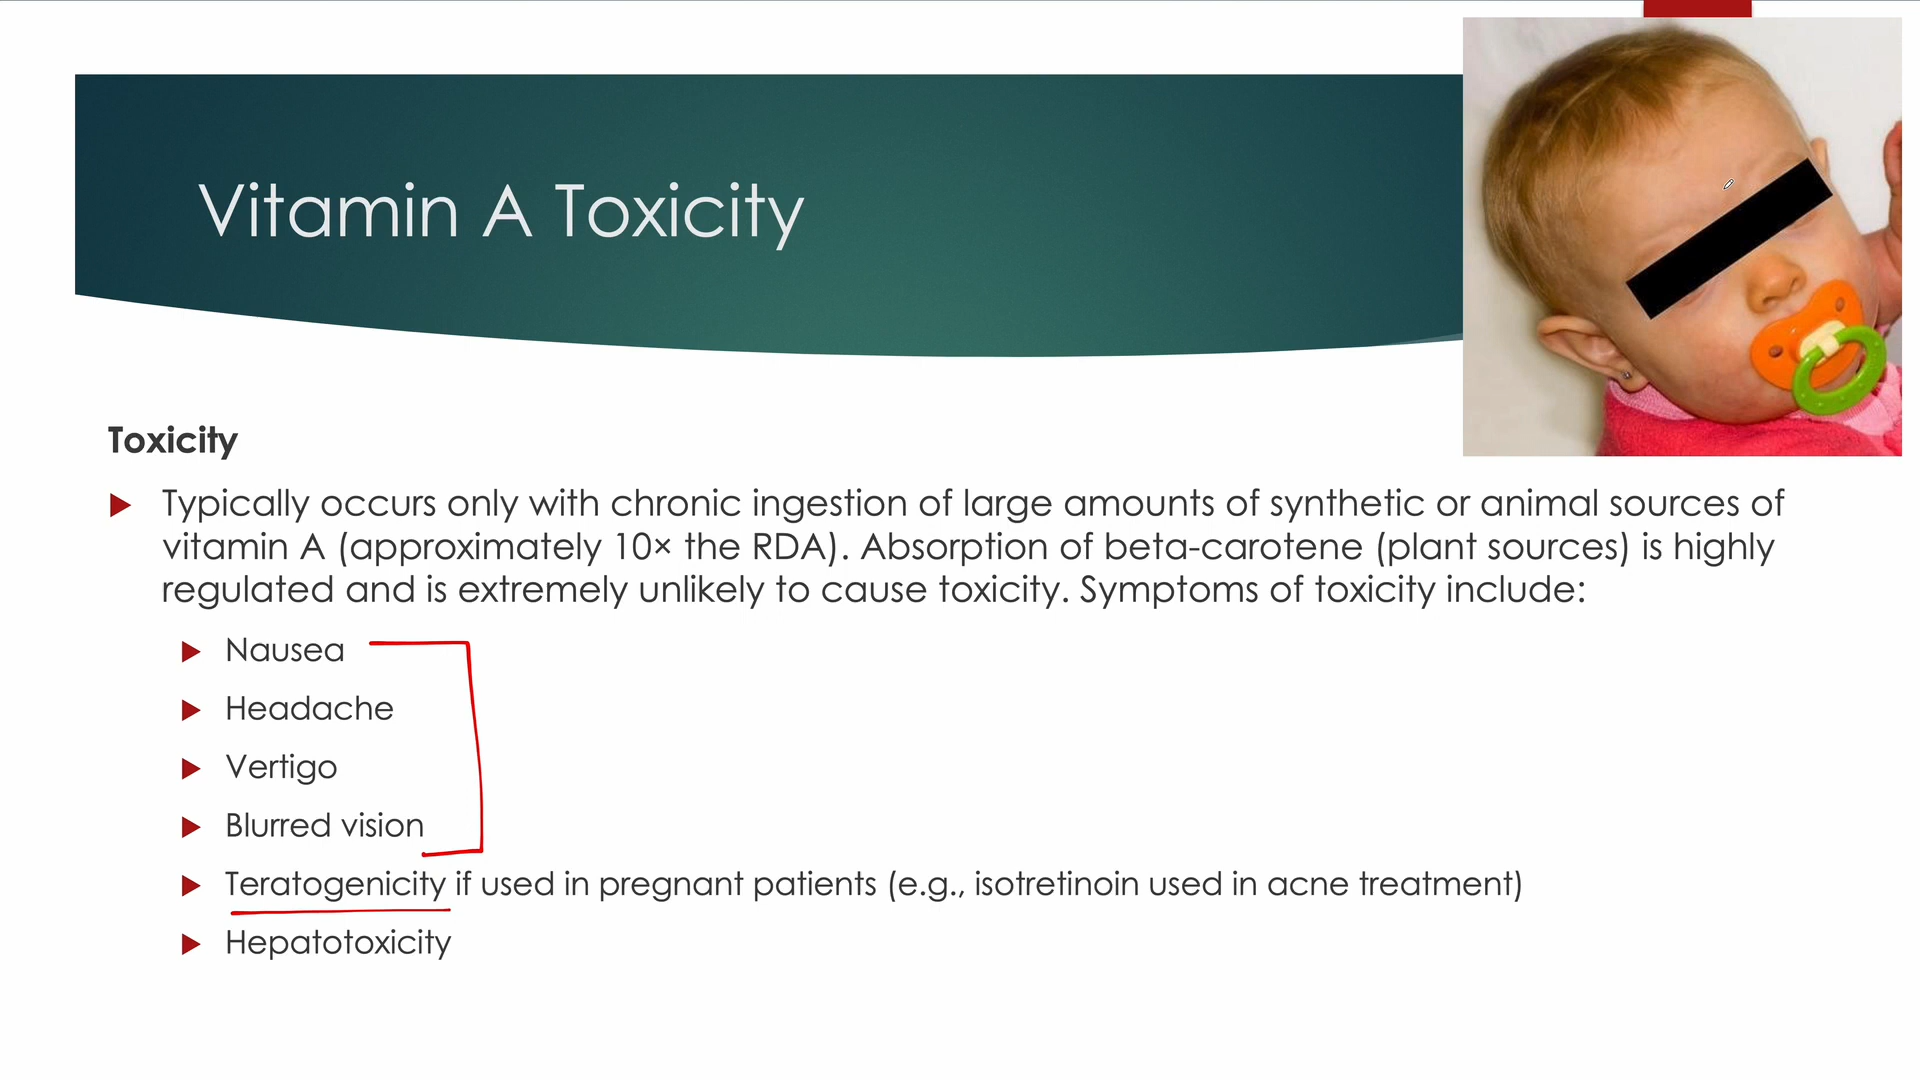 Vitamin A Toxicity
Toxicity
Typically occurs only with chronic ingestion of large amounts of synthetic or animal sources of
vitamin A (approximately 10× the RDA). Absorption of beta-carotene (plant sources) is highly
regulated and is extremely unlikely to cause toxicity. Symptoms of toxicity include:
Nausea
Headache
Vertigo
Blurred vision
Teratogenicity if used in pregnant patients (e.g., isotretinoin used in acne treatment)
Hepatotoxicity